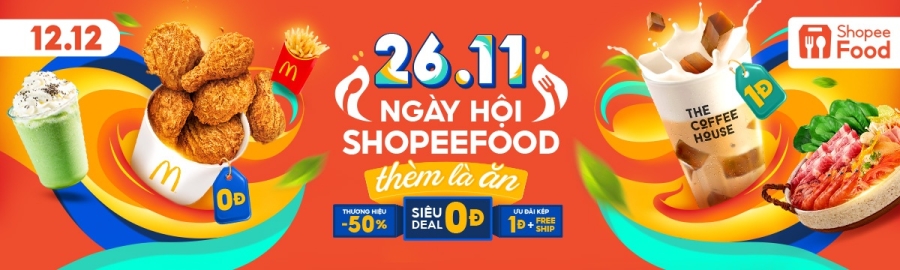 12.12
26.11
NGÀY HỘI
SHOPEEFOOD
thèm là ăn
THƯƠNG HIỆU
-50%
SIÊU
DEAL 0Đ
ƯU ĐÃI KÉP
1Đ + FREE
SHIP
0Đ
1Đ
THE
COFFEE
HOUSE
Shopee
Food